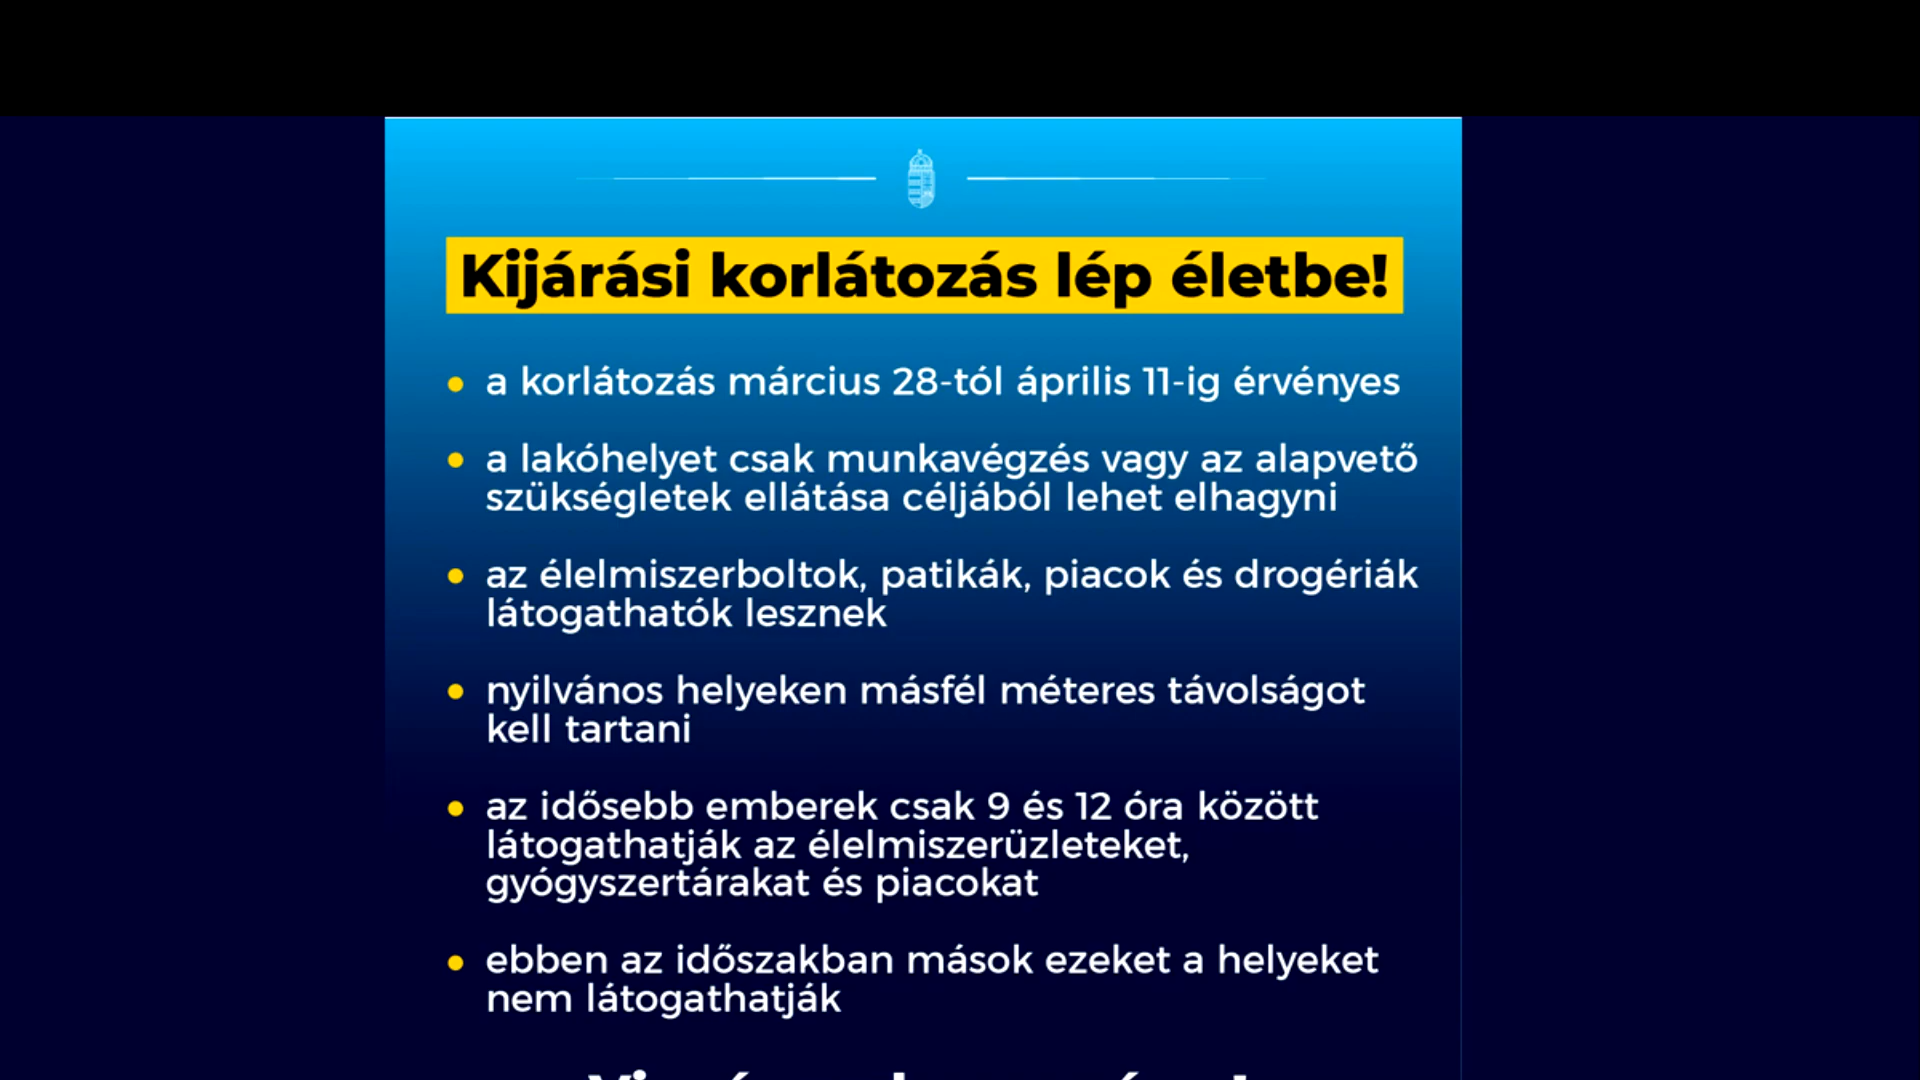 Kijárási korlátozás lép életbe!
• a korlátozás március 28-tól április 11-ig érvényes
• a lakóhelyet csak munkavégzés vagy az alapvető
szükségletek ellátása céljából lehet elhagyni
• az élelmiszerboltok, patikák, piacok és drogériák
látogathatók lesznek
• nyilvános helyeken másfél méteres távolságot
kell tartani
• az idősebb emberek csak 9 és 12 óra között
látogathatják az élelmiszerüzleteket,
gyógyszertárakat és piacokat
• ebben az időszakban mások ezeket a helyeket
nem látogathatják